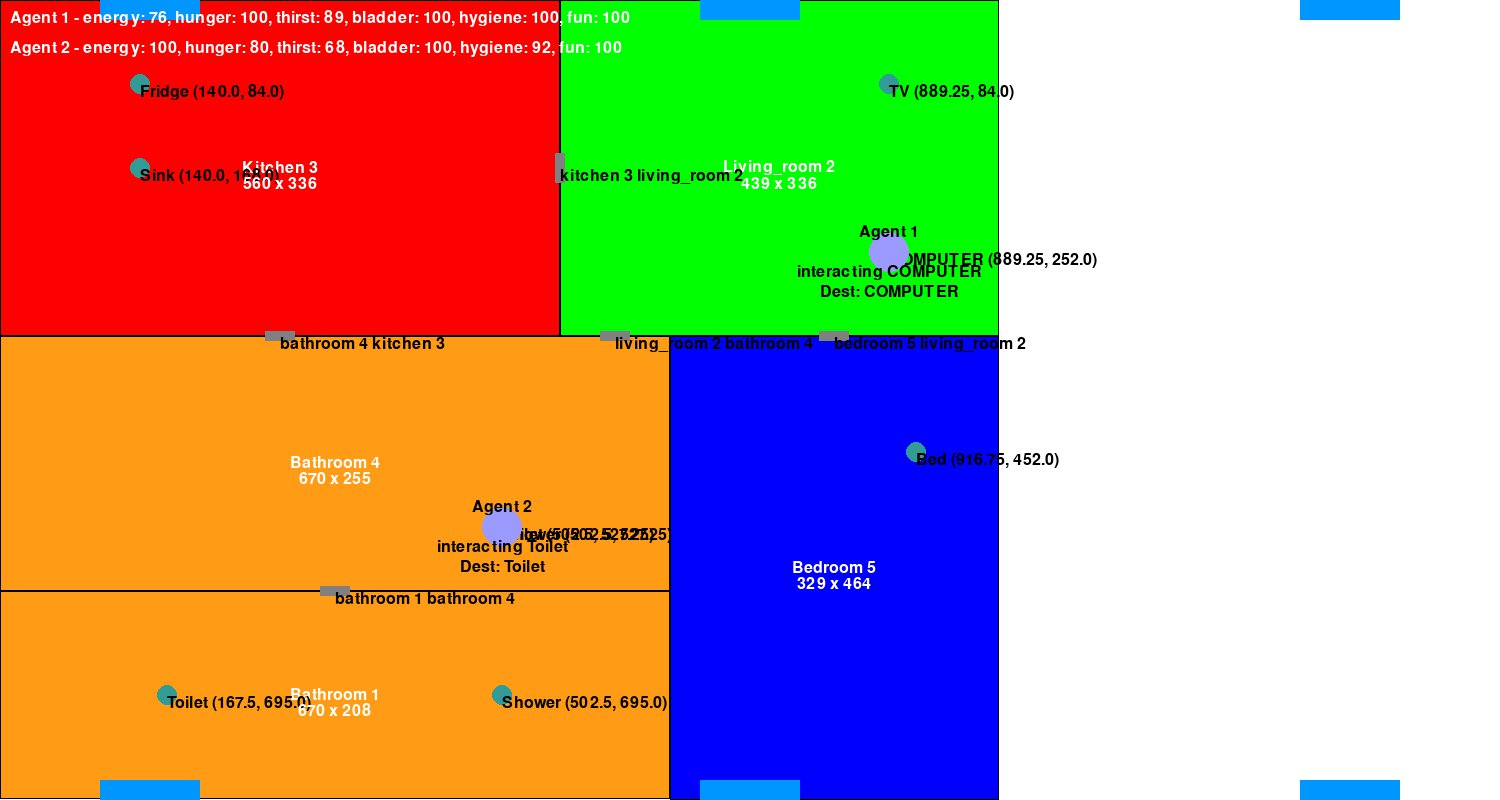 Agent 1 - energy: 76, hunger: 100, thirst: 89, bladder: 100, hygiene: 100, fun: 100
Agent 2 - energy: 100, hunger: 80, thirst: 68, bladder: 100, hygiene: 92, fun: 100
Fridge (140.0, 84.0)
TV (889.25, 84.0)
Kitchen 3
Living_room 2
Sink (140.0,
kitchen 3 living_room 2
560 x 336
439 x 336
Agent 1
OMPUTER (889.25, 252.0)
interacting COMPUTER
Dest: COMPUTER
bathroom 4 kitchen 3
living_room 2 bathroom 4
bedroom 5 living_room 2
Bathroom 4
670 x 255
Bed (916.75, 452.0)
Agent 2
interacting Toilet
Dest: Toilet
Bedroom 5
329 x 464
bathroom 1 bathroom 4
Toilet (167.5, 695.0)
Bathroom 1
670 x 208
Shower (502.5, 695.0)